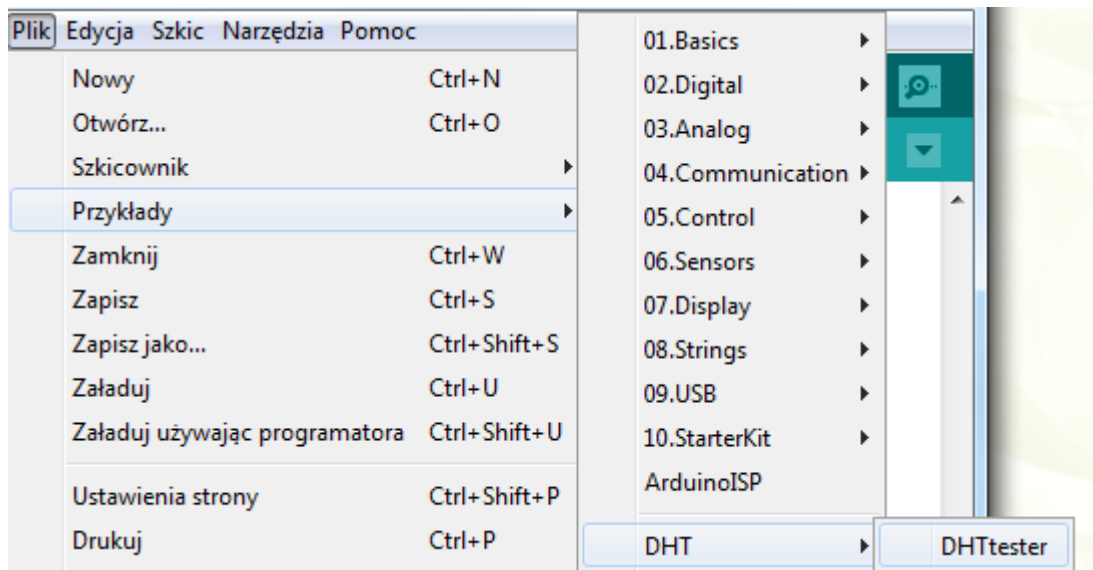 Plik Edycja Szkic Narzędzia Pomoc
Nowy Ctrl+N
Otwórz... Ctrl+O
Szkicownik
Przykłady
Zamknij Ctrl+W
Zapisz Ctrl+S
Zapisz jako... Ctrl+Shift+S
Załaduj Ctrl+U
Załaduj używając programatora Ctrl+Shift+U
Ustawienia strony Ctrl+Shift+P
Drukuj Ctrl+P
01.Basics
02.Digital
03.Analog
04.Communication
05.Control
06.Sensors
07.Display
08.Strings
09.USB
10.StarterKit
ArduinoISP
DHT
DHTtester